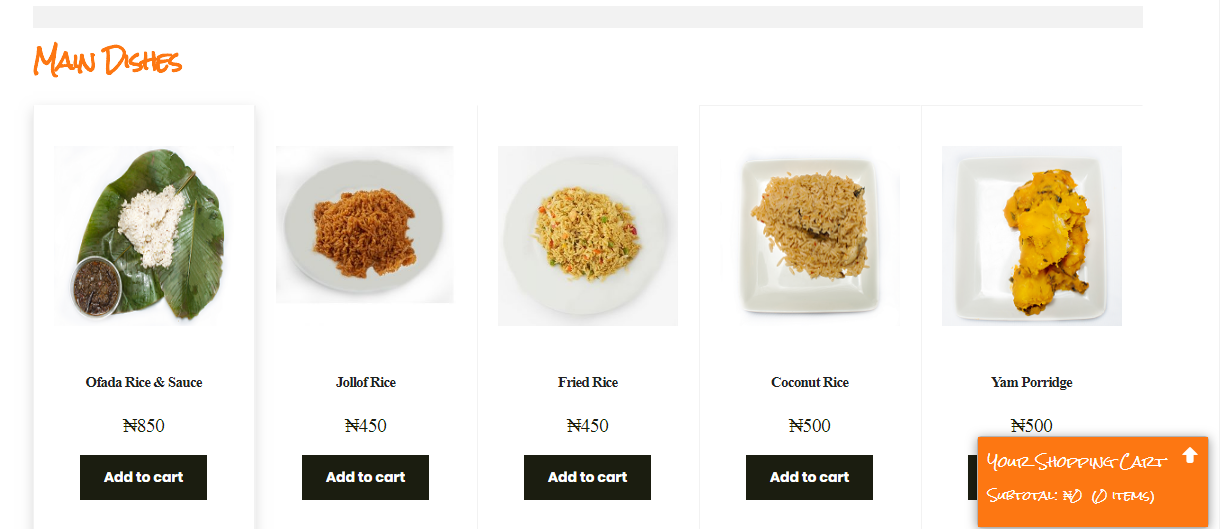 Main Dishes
Ofada Rice & Sauce
₦850
Add to cart
Jollof Rice
₦450
Add to cart
Fried Rice
₦450
Add to cart
Coconut Rice
₦500
Add to cart
Yam Porridge
₦500
Your Shopping Cart
Subtotal: ₦0 (0 items)